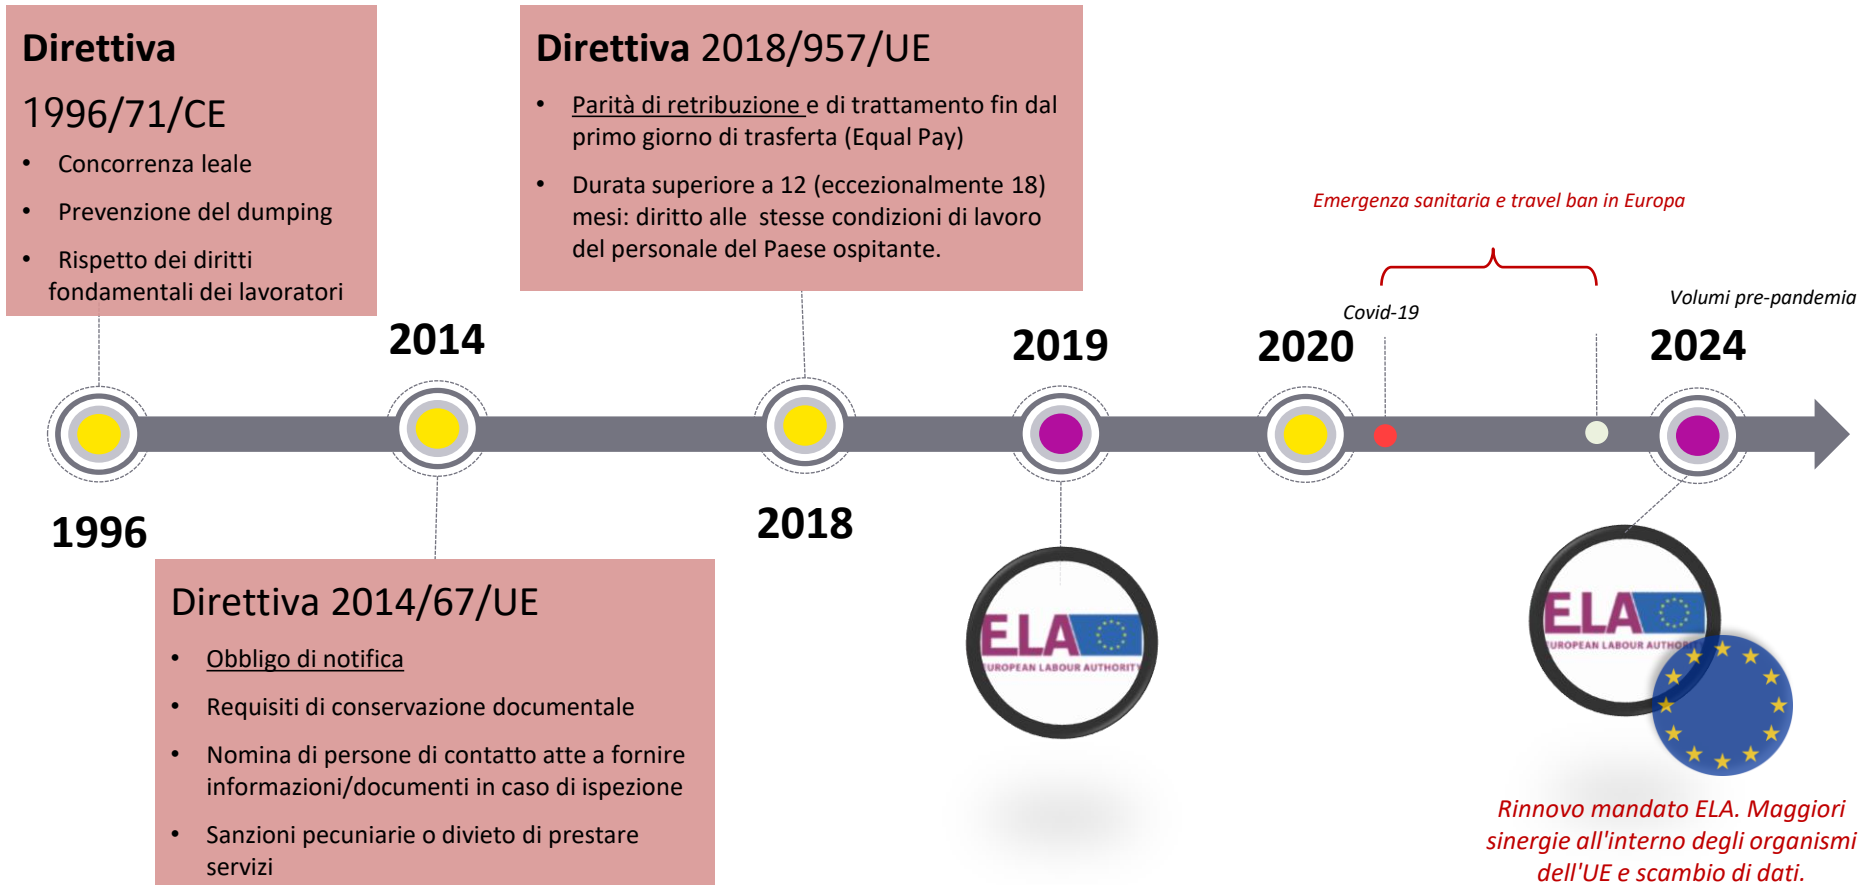 Direttiva
1996/71/CE
• Concorrenza leale
• Prevenzione del dumping
• Rispetto dei diritti
fondamentali dei lavoratori
Direttiva 2018/957/UE
• Parità di retribuzione e di trattamento fin dal
primo giorno di trasferta (Equal Pay)
• Durata superiore a 12 (eccezionalmente 18)
mesi: diritto alle stesse condizioni di lavoro
del personale del Paese ospitante.
Emergenza sanitaria e travel ban in Europa
Covid-19
Volumi pre-pandemia
2014
2019
2020
2024
1996
2018
Direttiva 2014/67/UE
• Obbligo di notifica
• Requisiti di conservazione documentale
• Nomina di persone di contatto atte a fornire
informazioni/documenti in caso di ispezione
• Sanzioni pecuniarie o divieto di prestare
servizi
ELA
EUROPEAN LABOUR AUTHORITY
ELA
EUROPEAN LABOUR AUTHORITY
Rinnovo mandato ELA. Maggiori
sinergie all'interno degli organismi
dell'UE e scambio di dati.